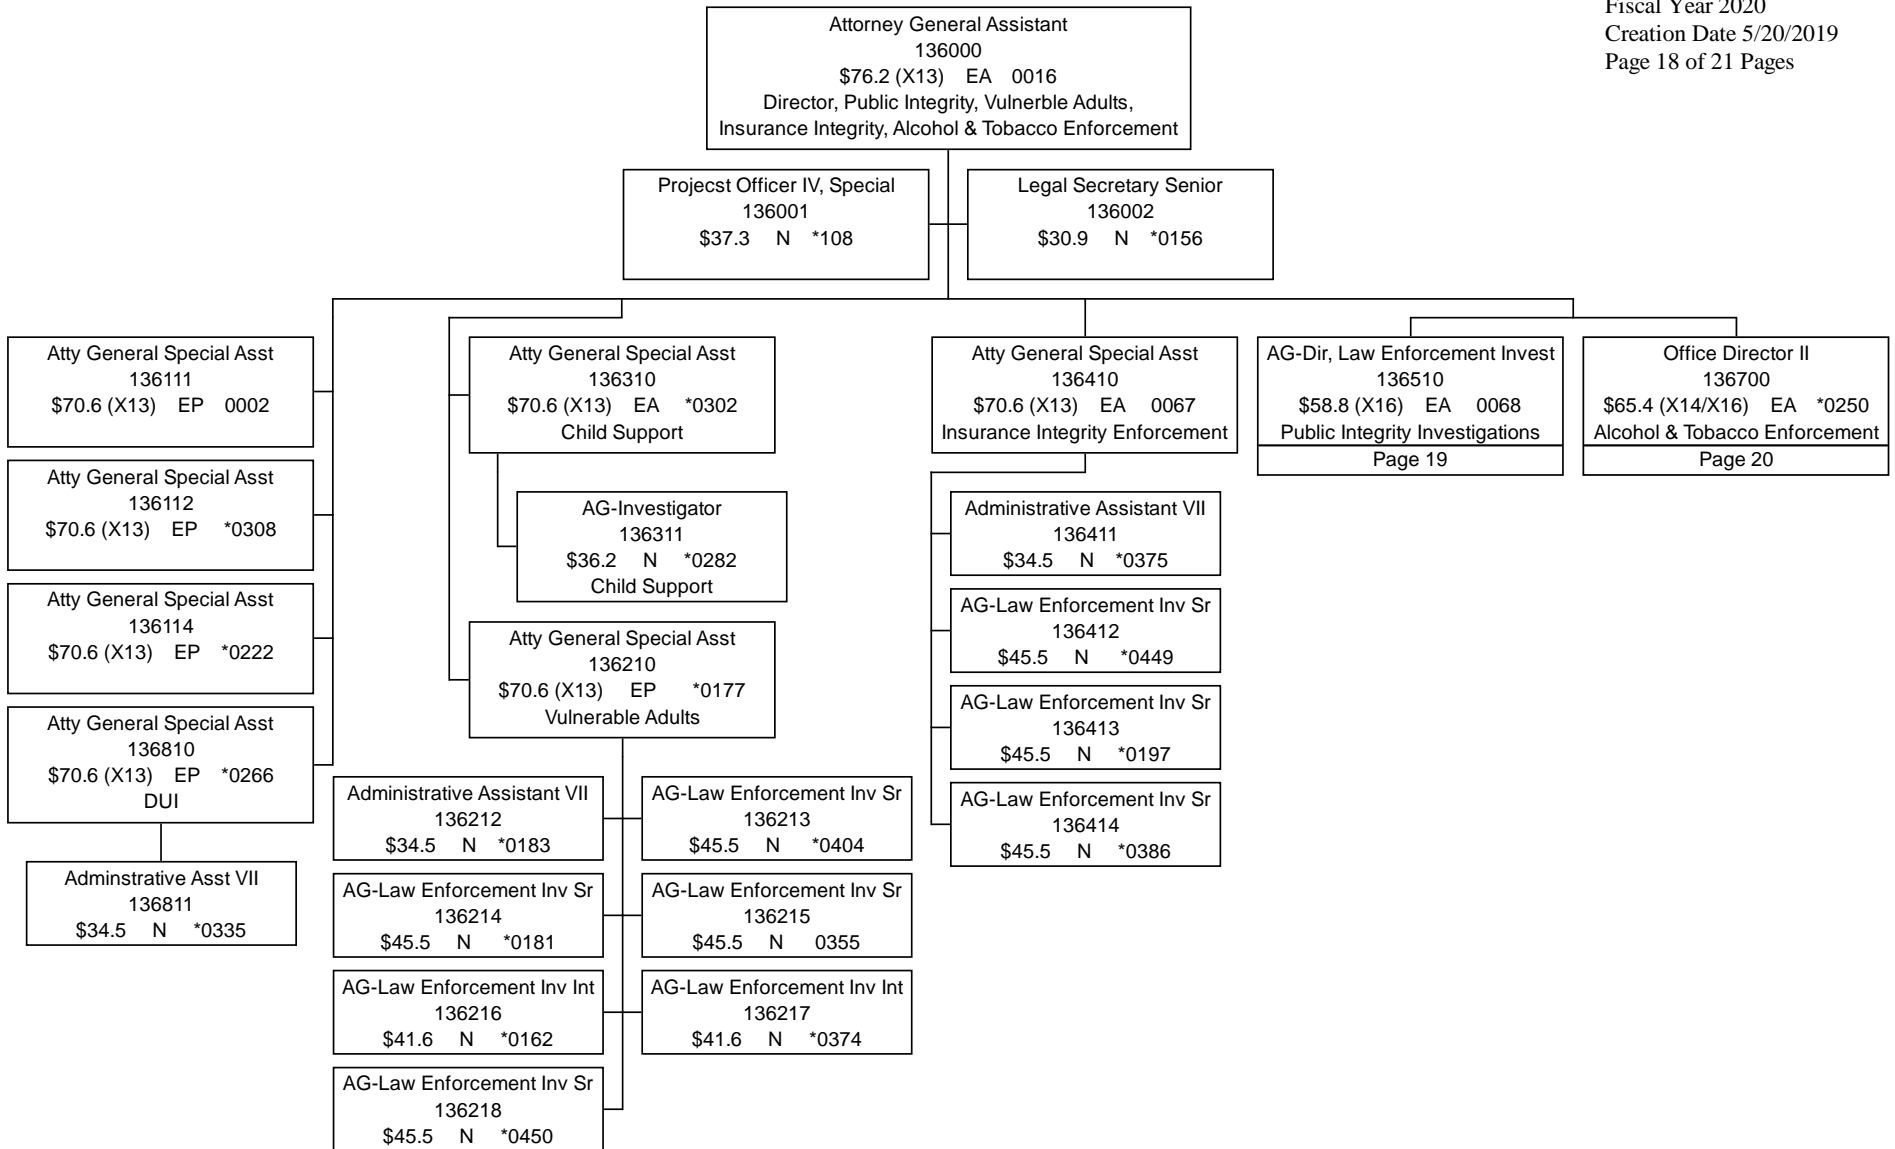 Fiscal Year 2020
Creation Date 5/20/2019
Page 18 of 21 Pages
Attorney General Assistant
136000
$76.2 (X13) EA 0016
Director, Public Integrity, Vulnerble Adults,
Insurance Integrity, Alcohol & Tobacco Enforcement
Projecst Officer IV, Special
136001
$37.3 N *108
Legal Secretary Senior
136002
$30.9 N *0156
Atty General Special Asst
136111
$70.6 (X13) EP 0002
Atty General Special Asst
136112
$70.6 (X13) EP *0308
Atty General Special Asst
136114
$70.6 (X13) EP *0222
Atty General Special Asst
136810
$70.6 (X13) EP *0266
DUI
Adminstrative Asst VII
136811
$34.5 N *0335
Atty General Special Asst
136310
$70.6 (X13) EA *0302
Child Support
AG-Investigator
136311
$36.2 N *0282
Child Support
Atty General Special Asst
136210
$70.6 (X13) EP *0177
Vulnerable Adults
Administrative Assistant VII
136212
$34.5 N *0183
AG-Law Enforcement Inv Sr
136213
$45.5 N *0404
AG-Law Enforcement Inv Sr
136214
$45.5 N *0181
AG-Law Enforcement Inv Sr
136215
$45.5 N 0355
AG-Law Enforcement Inv Int
136216
$41.6 N *0162
AG-Law Enforcement Inv Int
136217
$41.6 N *0374
AG-Law Enforcement Inv Sr
136218
$45.5 N *0450
Atty General Special Asst
136410
$70.6 (X13) EA 0067
Insurance Integrity Enforcement
Administrative Assistant VII
136411
$34.5 N *0375
AG-Law Enforcement Inv Sr
136412
$45.5 N *0449
AG-Law Enforcement Inv Sr
136413
$45.5 N *0197
AG-Law Enforcement Inv Sr
136414
$45.5 N *0386
AG-Dir, Law Enforcement Invest
136510
$58.8 (X16) EA 0068
Public Integrity Investigations
Page 19
Office Director II
136700
$65.4 (X14/X16) EA *0250
Alcohol & Tobacco Enforcement
Page 20